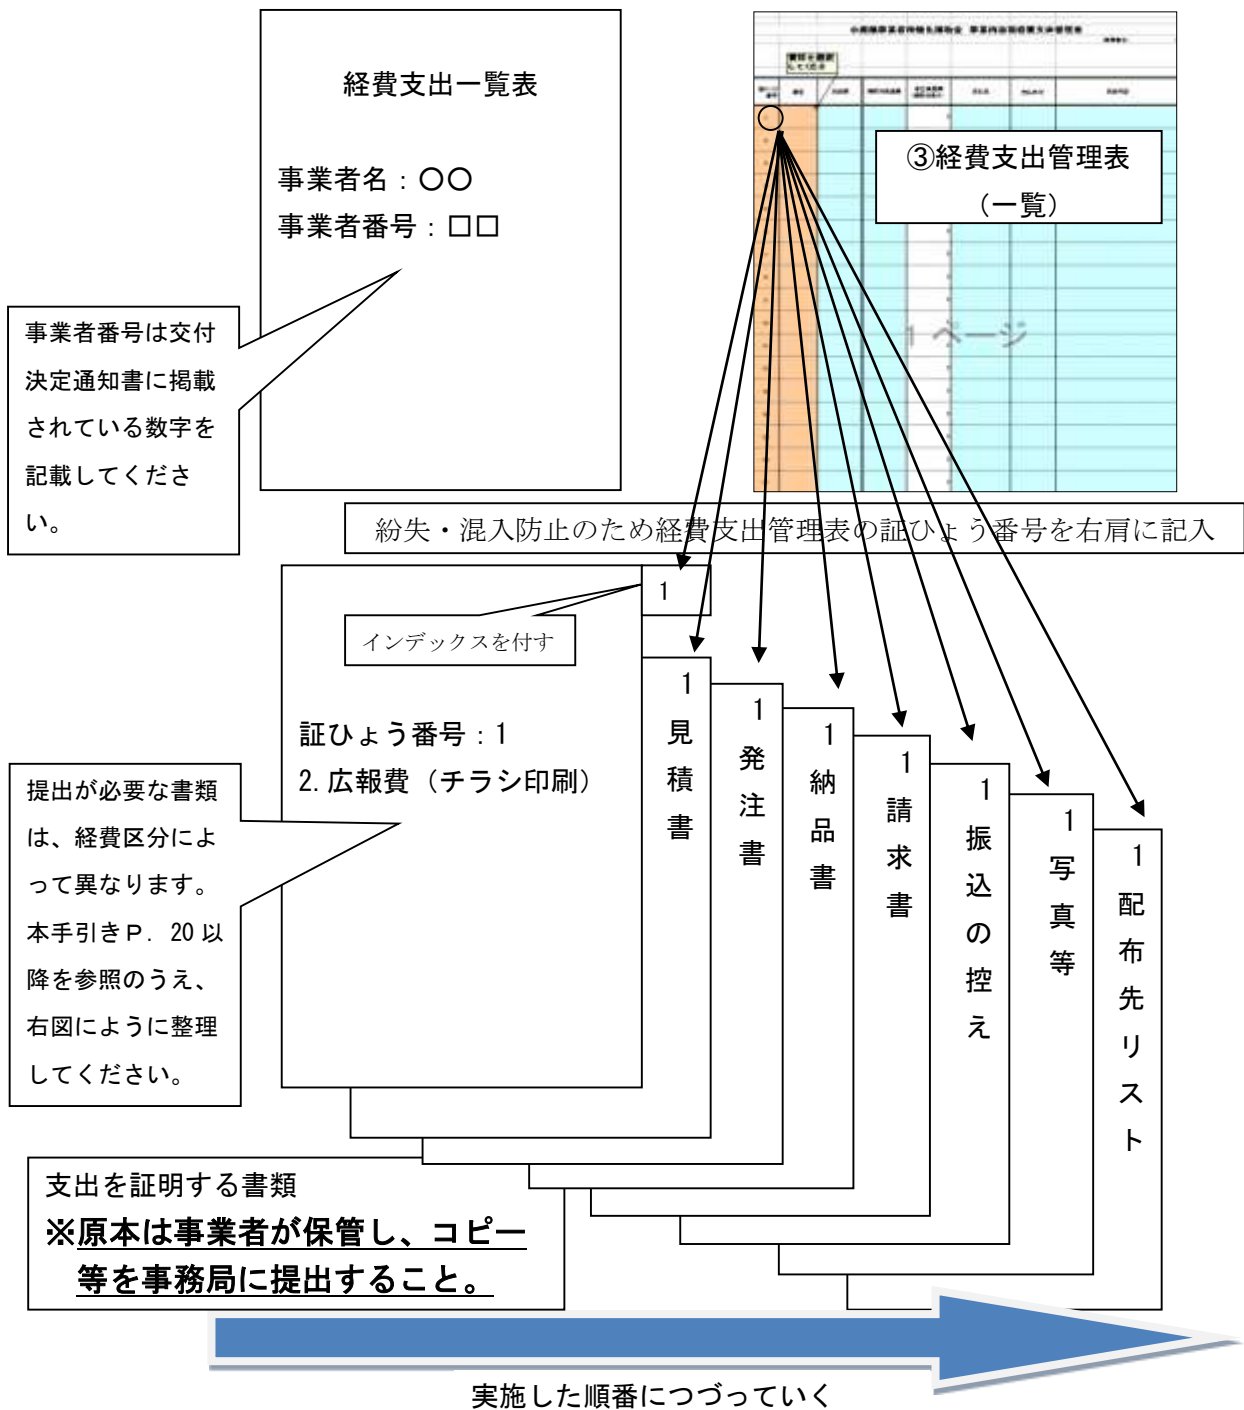 経費支出一覧表
事業者名：〇〇
事業者番号：□□
事業者番号は交付
決定通知書に掲載
されている数字を
記載してくださ
い。
③経費支出管理表
（一覧）
1 ページ
紛失・混入防止のため経費支出管理表の証ひょう番号を右肩に記入
1
インデックスを付す
証ひょう番号：1
2.広報費（チラシ印刷）
提出が必要な書類
は、経費区分によ
って異なります。
本手引きＰ．20以
降を参照のうえ、
右図にように整理
してください。
1見積書
1発注書
1納品書
1請求書
1振込の控え
1写真等
1配布先リスト
支出を証明する書類
※原本は事業者が保管し、コピー
等を事務局に提出すること。
実施した順番につづっていく